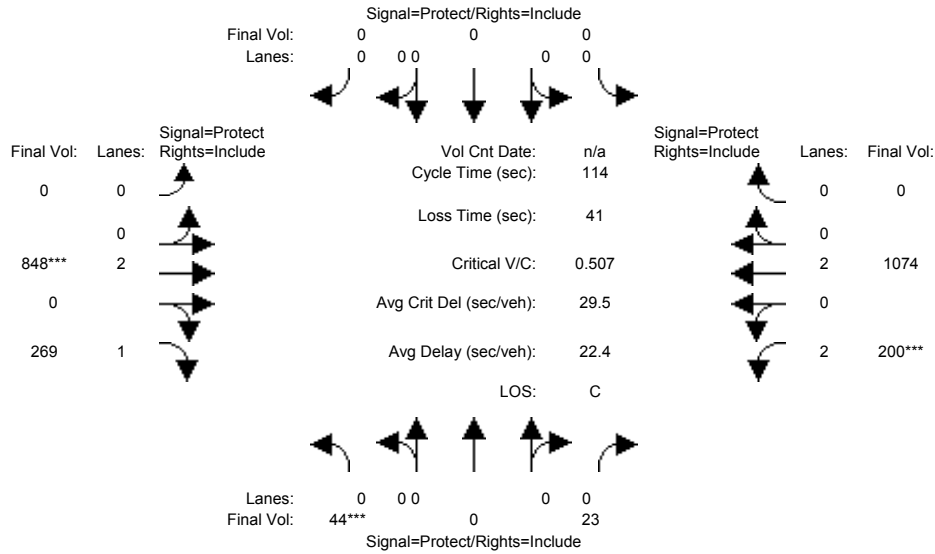 Signal=Protect/Rights=Include
Final Vol: 0 0 0
Lanes: 0 0 0 0 0
Signal=Protect Signal=Protect
Final Vol: Lanes: Rights=Include Vol Cnt Date: n/a Rights=Include Lanes: Final Vol:
Cycle Time (sec): 114
0 0 0 0
Loss Time (sec): 41
0 0
848*** 2 Critical V/C: 0.507 2 1074
0 Avg Crit Del (sec/veh): 29.5 0
269 1 Avg Delay (sec/veh): 22.4 2 200***
LOS: C
Lanes: 0 0 0 0 0
Final Vol: 44*** 0 23
Signal=Protect/Rights=Include